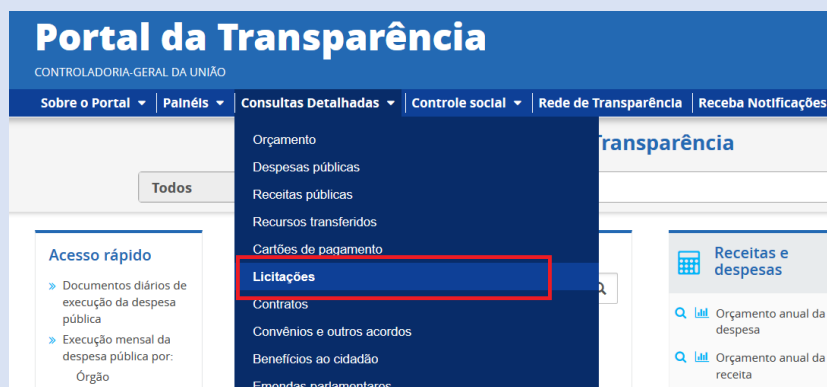 Portal da Transparência
CONTROLADORIA-GERAL DA UNIÃO
Sobre o Portal Painéis Consultas Detalhadas Controle social Rede de Transparência Receba Notificações
Transparência
Todos
Orçamento
Despesas públicas
Receitas públicas
Recursos transferidos
Cartões de pagamento
Licitações
Contratos
Convênios e outros acordos
Benefícios ao cidadão
Emendas parlamentares
Acesso rápido
» Documentos diários de
execução da despesa
pública
» Execução mensal da
despesa pública por:
Órgão
Receitas e
despesas
Orçamento anual da
despesa
Orçamento anual da
receita